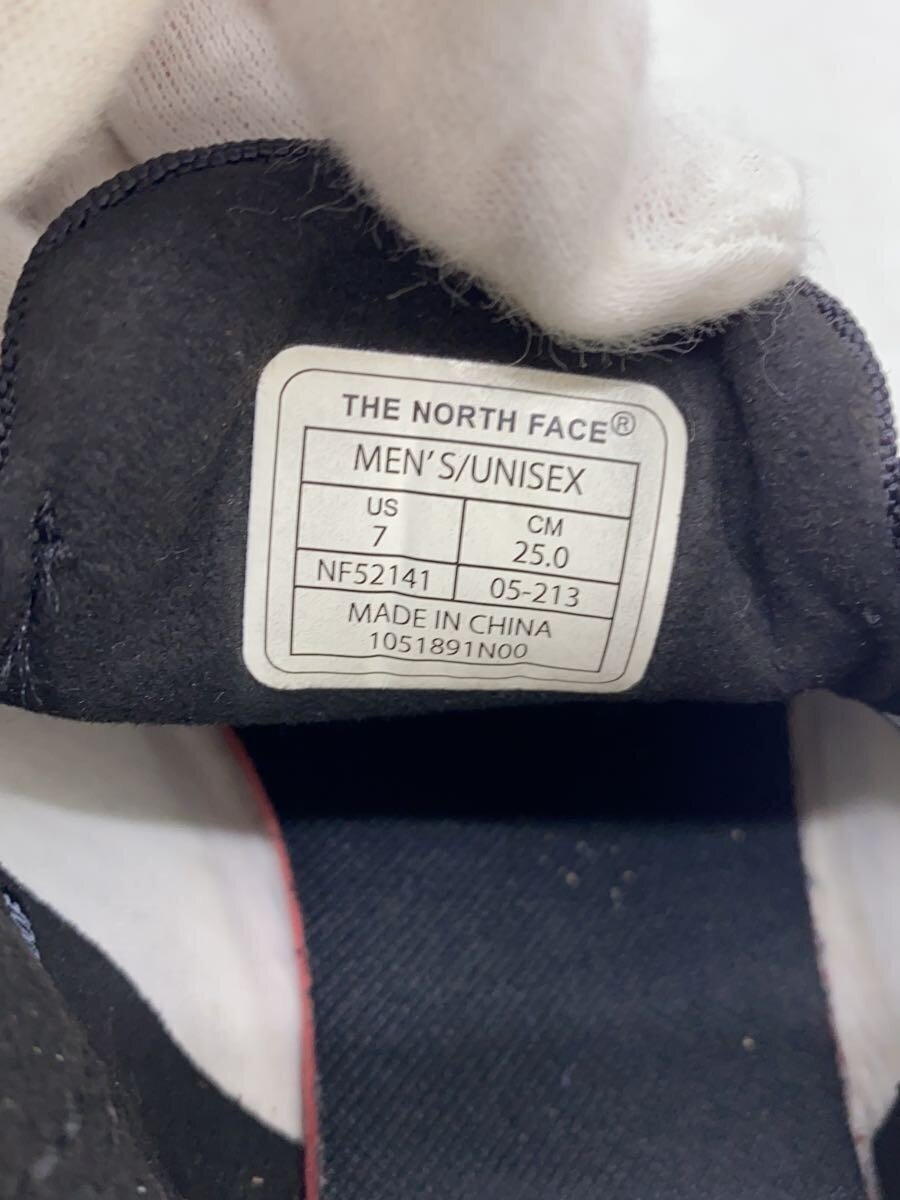 THE NORTH FACE®
MEN'S/UNISEX
US CM
7 25.0
NF52141 05-213
MADE IN CHINA
1051891N00